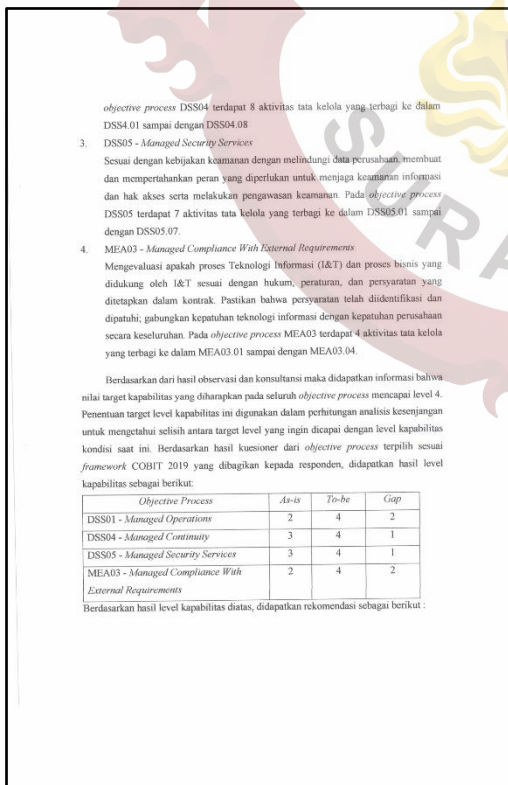 objective process DSS04 terdapat 8 aktivitas tata kelola yang terbagi ke dalam
DSS4.01 sampai dengan DSS04.08
3. DSS05 - Managed Security Services
Sesuai dengan kebijakan keamanan dengan melindungi data perusahaan, membuat
dan mempertahankan peran yang diperlukan untuk menjaga keamanan informasi
dan hak akses serta melakukan pengawasan keamanan. Pada objective process
DSS05 terdapat 7 aktivitas tata kelola yang terbagi ke dalam DSS05.01 sampai
dengan DSS05.07.
4. MEA03 - Managed Compliance With External Requirements
Mengevaluasi apakah proses Teknologi Informasi (I&T) dan proses bisnis yang
didukung oleh I&T sesuai dengan hukum, peraturan, dan persyaratan yang
ditetapkan dalam kontrak. Pastikan bahwa persyaratan telah diidentifikasi dan
dipatuhi; gabungkan kepatuhan teknologi informasi dengan kepatuhan perusahaan
secara keseluruhan. Pada objective process MEA03 terdapat 4 aktivitas tata kelola
yang terbagi ke dalam MEA03.01 sampai dengan MEA03.04.
Berdasarkan dari hasil observasi dan konsultansi maka didapatkan informasi bahwa
nilai target kapabilitas yang diharapkan pada seluruh objective process mencapai level 4.
Penentuan target level kapabilitas ini digunakan dalam perhitungan analisis kesenjangan
untuk mengetahui selisih antara target level yang ingin dicapai dengan level kapabilitas
kondisi saat ini. Berdasarkan hasil kuesioner dari objective process terpilih sesuai
framework COBIT 2019 yang dibagikan kepada responden, didapatkan hasil level
kapabilitas sebagai berikut:
Objective Process As-is To-be Gap
DSS01 - Managed Operations 2 4 2
DSS04 - Managed Continuity 3 4 1
DSS05 - Managed Security Services 3 4 1
MEA03 - Managed Compliance With 2 4 2
External Requirements
Berdasarkan hasil level kapabilitas diatas, didapatkan rekomendasi sebagai berikut :
SURA